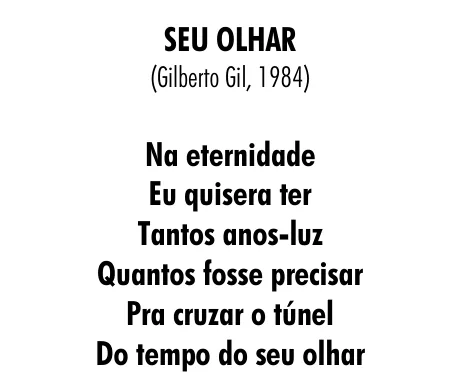 SEU OLHAR
(Gilberto Gil, 1984)
Na eternidade
Eu quisera ter
Tantos anos-luz
Quantos fosse precisar
Pra cruzar o túnel
Do tempo do seu olhar